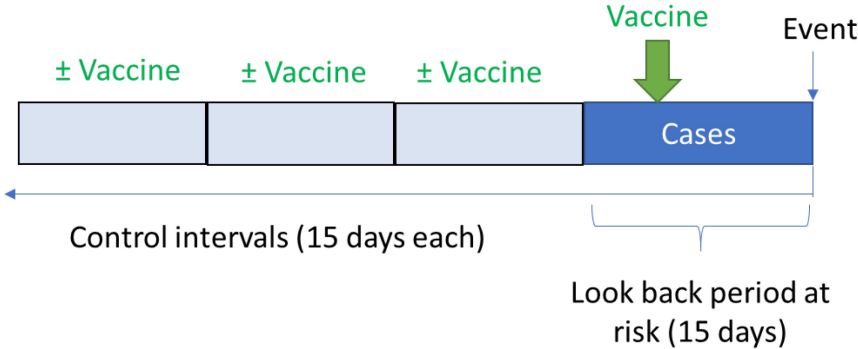 Vaccine
Event
± Vaccine
± Vaccine
± Vaccine
Cases
Control intervals (15 days each)
Look back period at
risk (15 days)